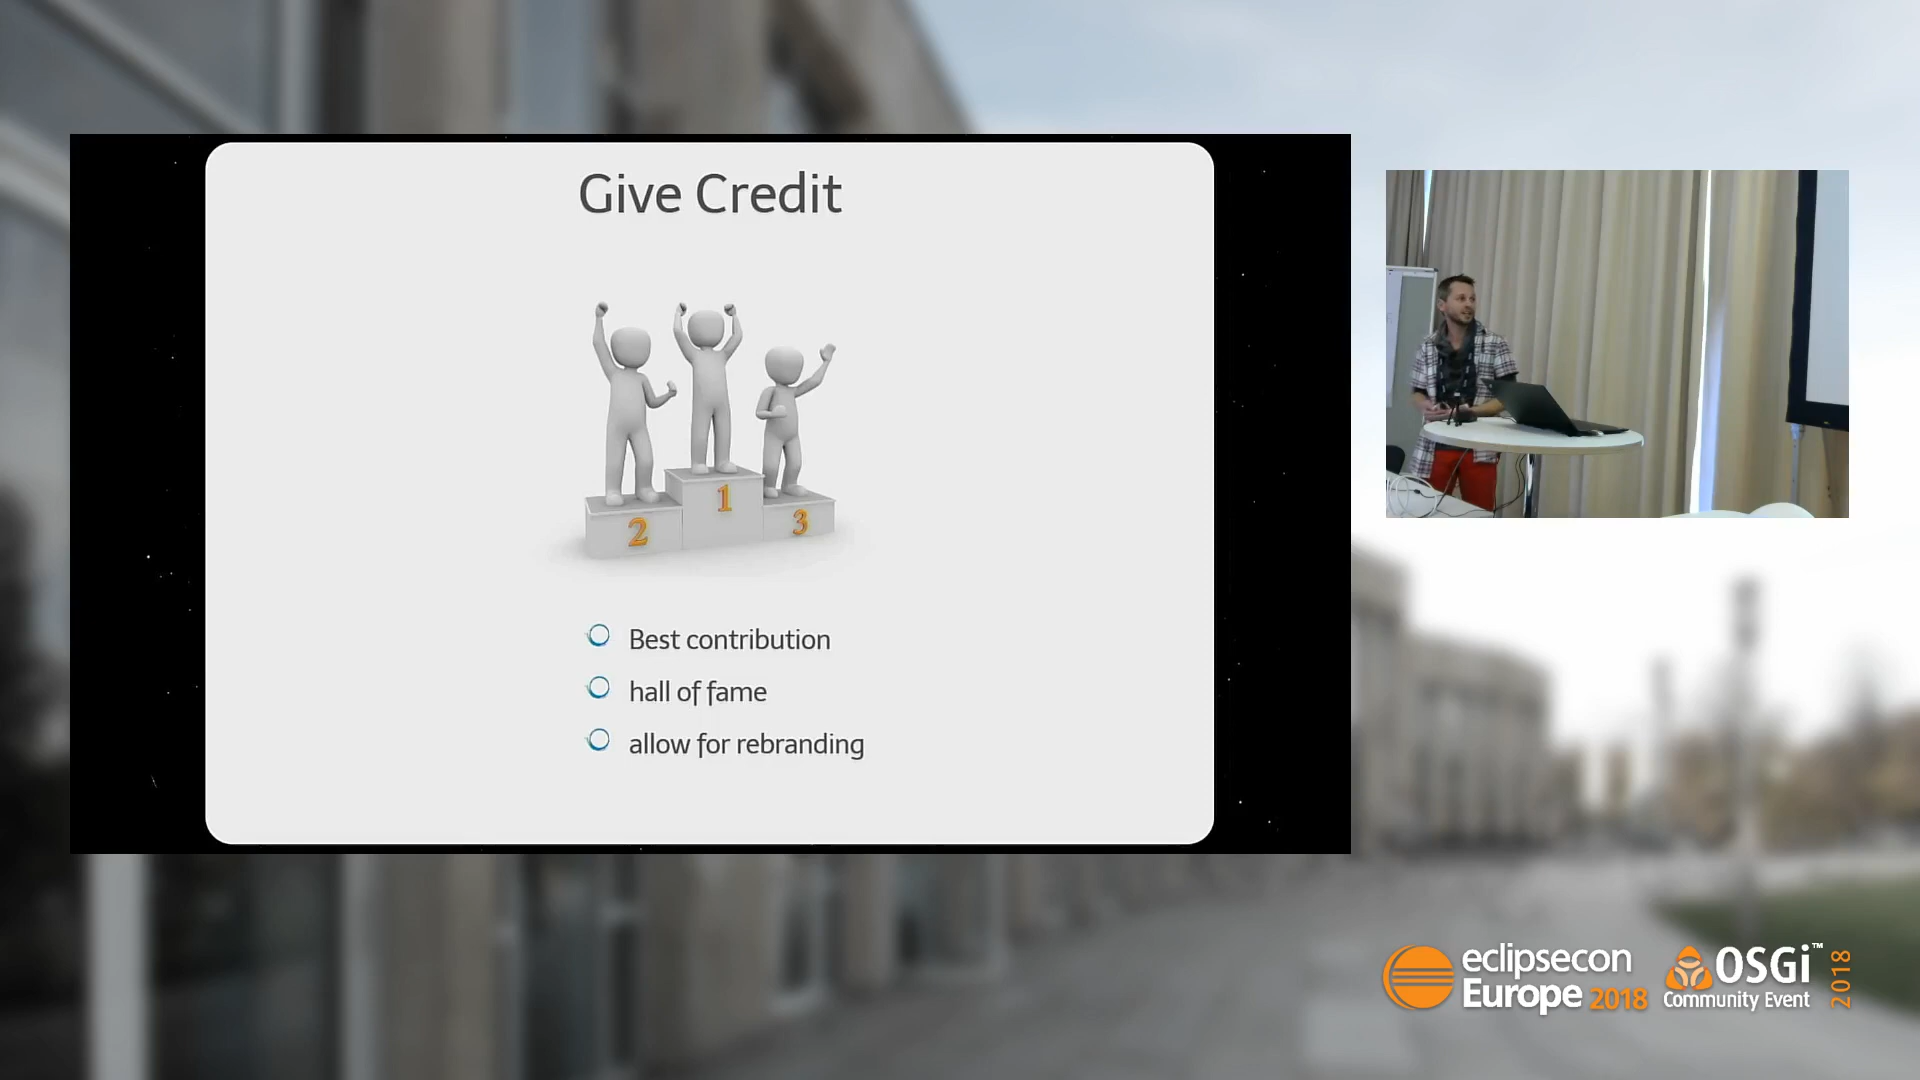 Give Credit
1
2
3
Best contribution
hall of fame
allow for rebranding
eclipsecon
Europe 2018
OSGi™
Community Event
2018